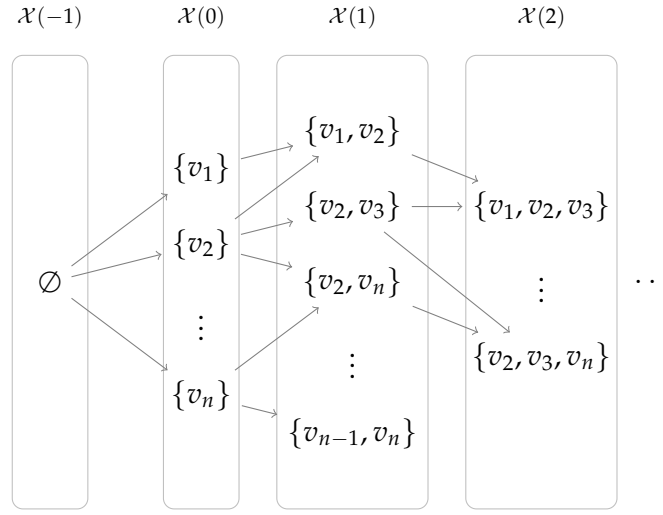 𝒳(−1) 𝒳(0) 𝒳(1) 𝒳(2)
{v₁, v₂}
{v₁}
{v₂, v₃} {v₁, v₂, v₃}
{v₂}
∅ {v₂, vₙ} ⋮ ··
⋮
{v₂, v₃, vₙ}
⋮
{vₙ}
{vₙ₋₁, vₙ}